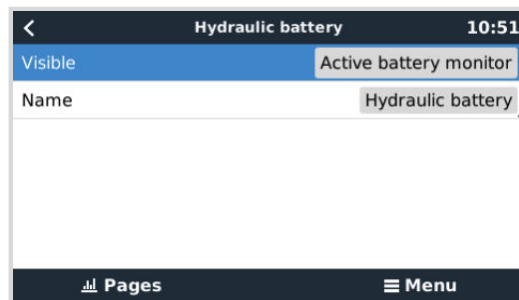 Hydraulic battery 10:51
Visible Active battery monitor
Name Hydraulic battery
Pages Menu